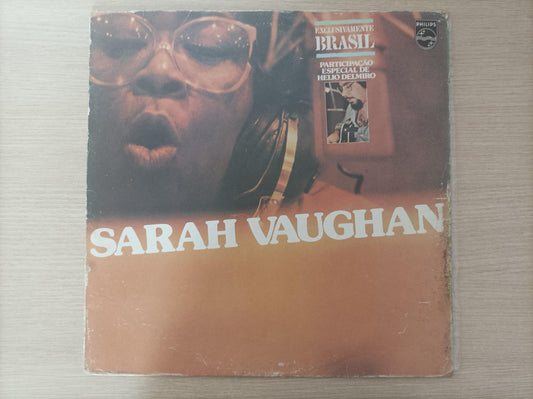 EXCLUSIVAMENTE
BRASIL
PARTICIPAÇÃO
ESPECIAL DE
HELIO DELMIRO
PHILIPS
SARAH VAUGHAN